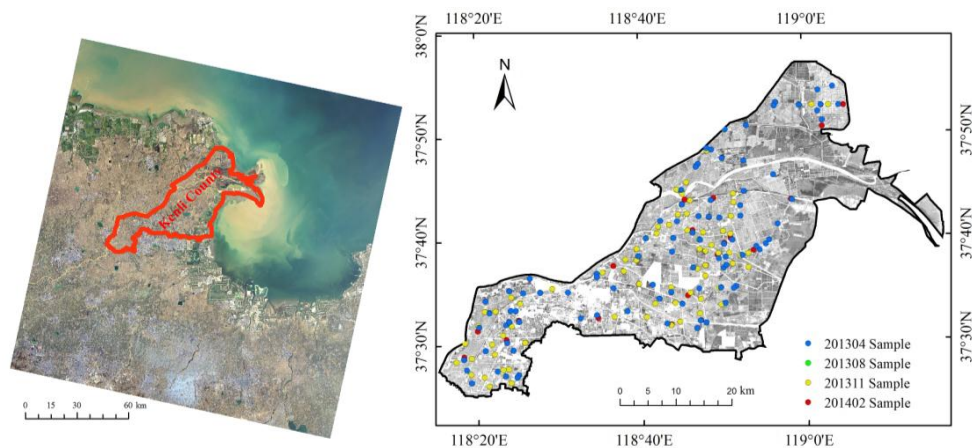 Kenli County
0 15 30 60 km
118°20'E 118°40'E 119°0'E
38°0'N
37°50'N
37°40'N
37°30'N
N
201304 Sample
201308 Sample
201311 Sample
201402 Sample
0 5 10 20 km
37°50'N
37°40'N
37°30'N
118°20'E 118°40'E 119°0'E